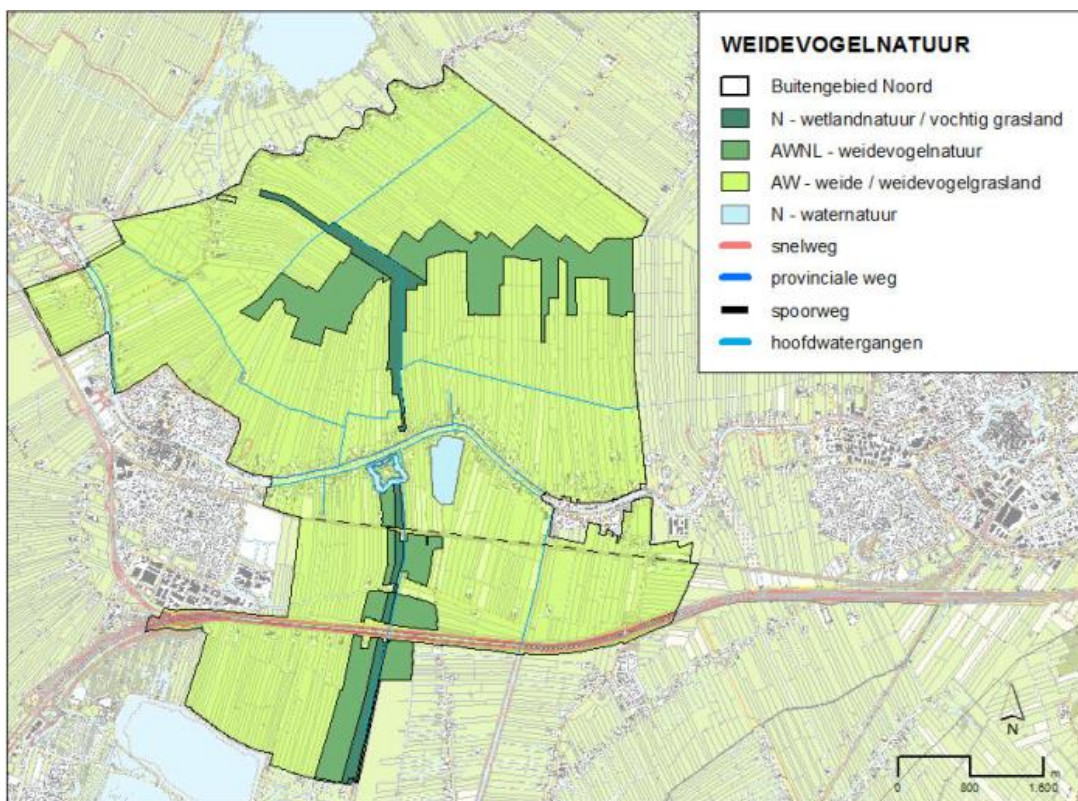 WEIDEVOGELNATUUR
Buitengebied Noord
N - wetlandnatuur / vochtig grasland
AWNL - weidevogelnatuur
AW - weide / weidevogelgrasland
N - waternatuur
snelweg
provinciale weg
spoorweg
hoofdwatergangen
N
0 800 1.600 m